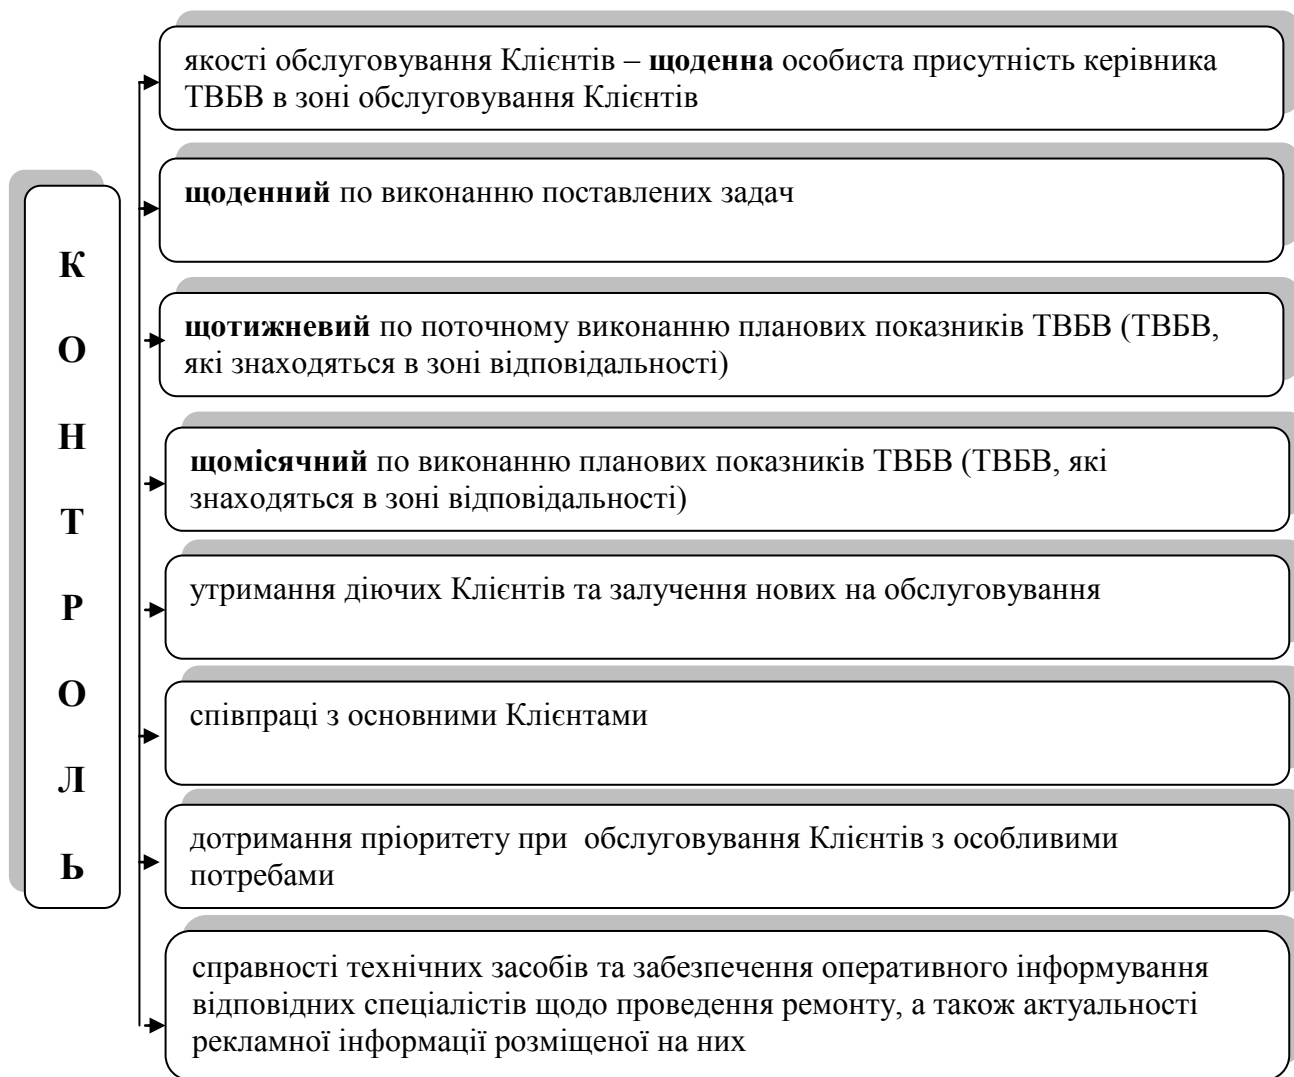 КОНТРОЛЬ
якості обслуговування Клієнтів – щоденна особиста присутність керівника
ТВБВ в зоні обслуговування Клієнтів
щоденний по виконанню поставлених задач
щотижневий по поточному виконанню планових показників ТВБВ (ТВБВ,
які знаходяться в зоні відповідальності)
щомісячний по виконанню планових показників ТВБВ (ТВБВ, які
знаходяться в зоні відповідальності)
утримання діючих Клієнтів та залучення нових на обслуговування
співпраці з основними Клієнтами
дотримання пріоритету при  обслуговування Клієнтів з особливими
потребами
справності технічних засобів та забезпечення оперативного інформування
відповідних спеціалістів щодо проведення ремонту, а також актуальності
рекламної інформації розміщеної на них